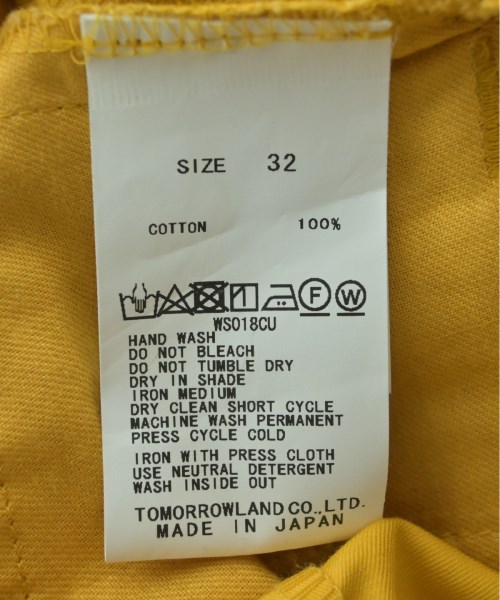 SIZE 32
COTTON 100%
F W
WS018CU
HAND WASH
DO NOT BLEACH
DO NOT TUMBLE DRY
DRY IN SHADE
IRON MEDIUM
DRY CLEAN SHORT CYCLE
MACHINE WASH PERMANENT
PRESS CYCLE COLD
IRON WITH PRESS CLOTH
USE NEUTRAL DETERGENT
WASH INSIDE OUT
TOMORROWLAND CO., LTD.
MADE IN JAPAN